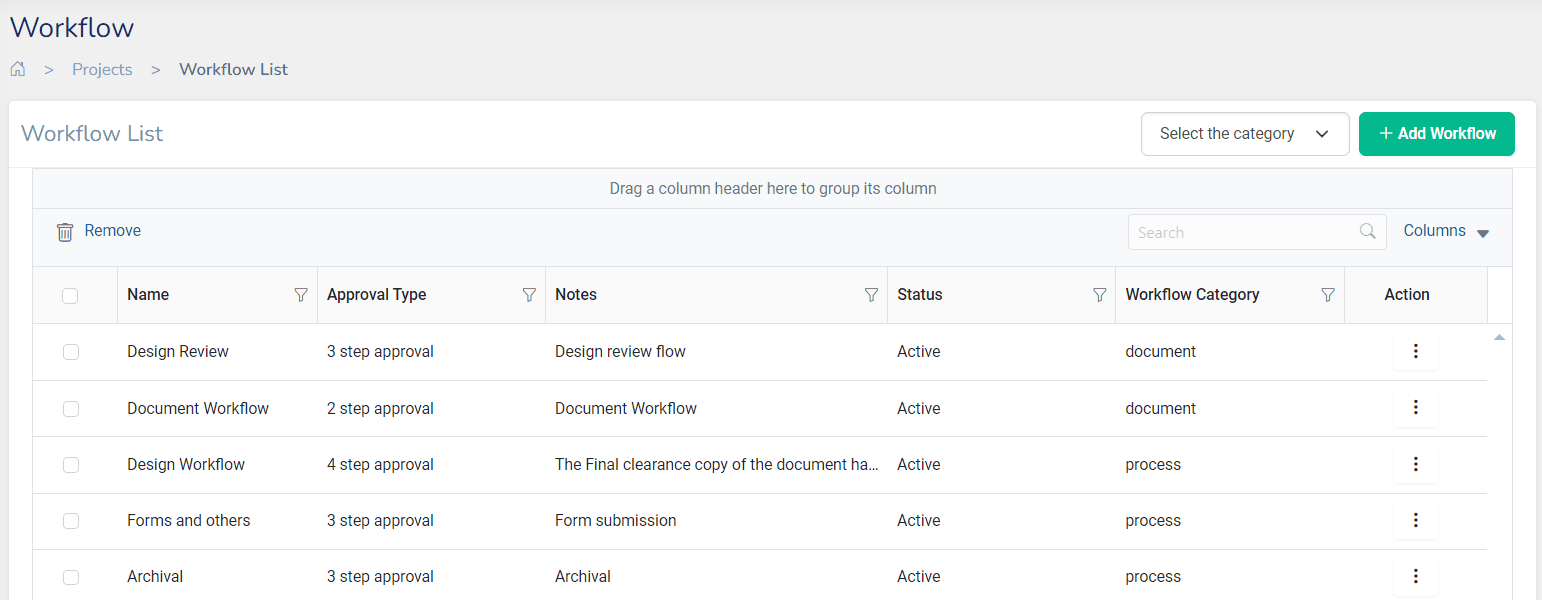 Workflow
> Projects > Workflow List
Workflow List
Select the category
+ Add Workflow
Drag a column header here to group its column
Remove
Search
Columns
Name Approval Type Notes Status Workflow Category Action
Design Review 3 step approval Design review flow Active document
Document Workflow 2 step approval Document Workflow Active document
Design Workflow 4 step approval The Final clearance copy of the document ha... Active process
Forms and others 3 step approval Form submission Active process
Archival 3 step approval Archival Active process